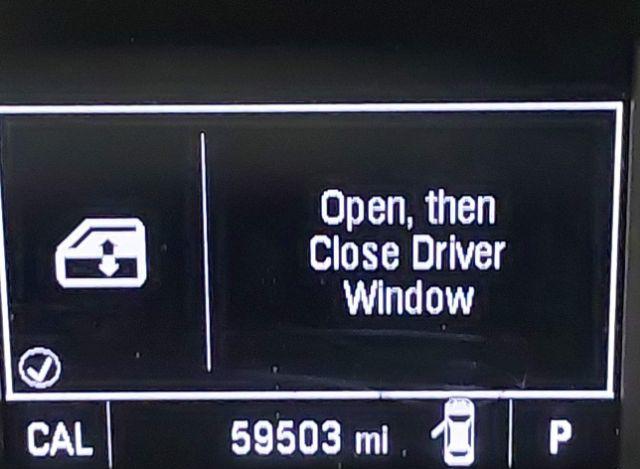 Open, then
Close Driver
Window
CAL
59503 mi
P